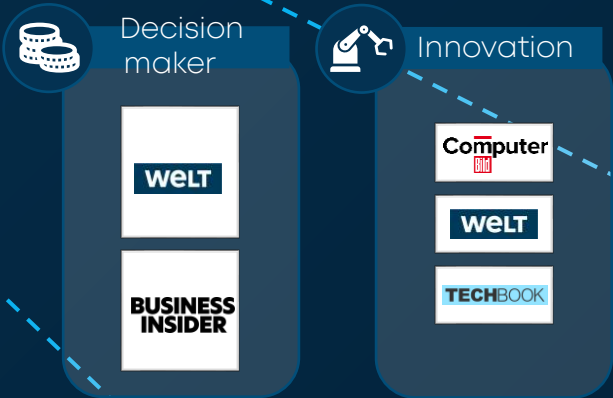 Decision
maker
WELT
BUSINESS
INSIDER
Innovation
Computer
Bild
WELT
TECHBOOK